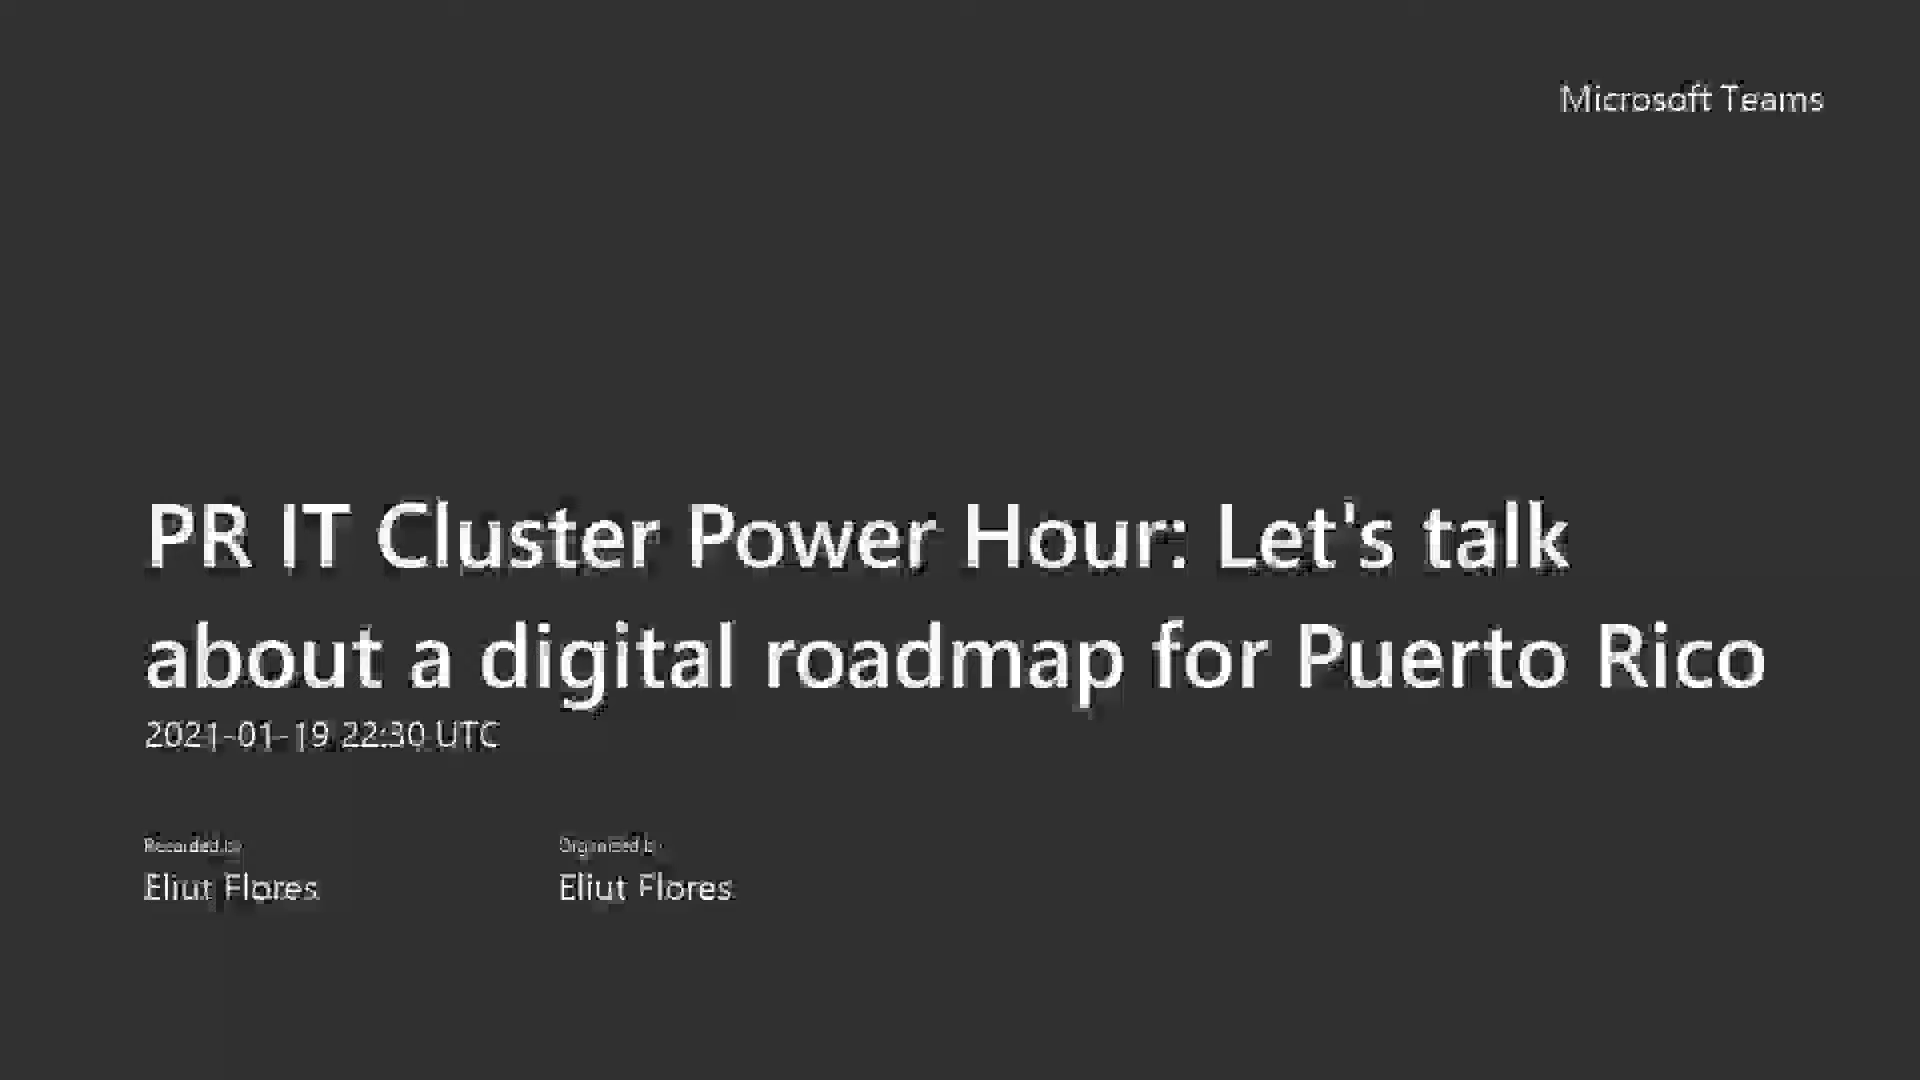 Microsoft Teams
PR IT Cluster Power Hour: Let's talk
about a digital roadmap for Puerto Rico
2021-01-19 22:30 UTC
Recorded by
Organized by
Eliut Flores
Eliut Flores